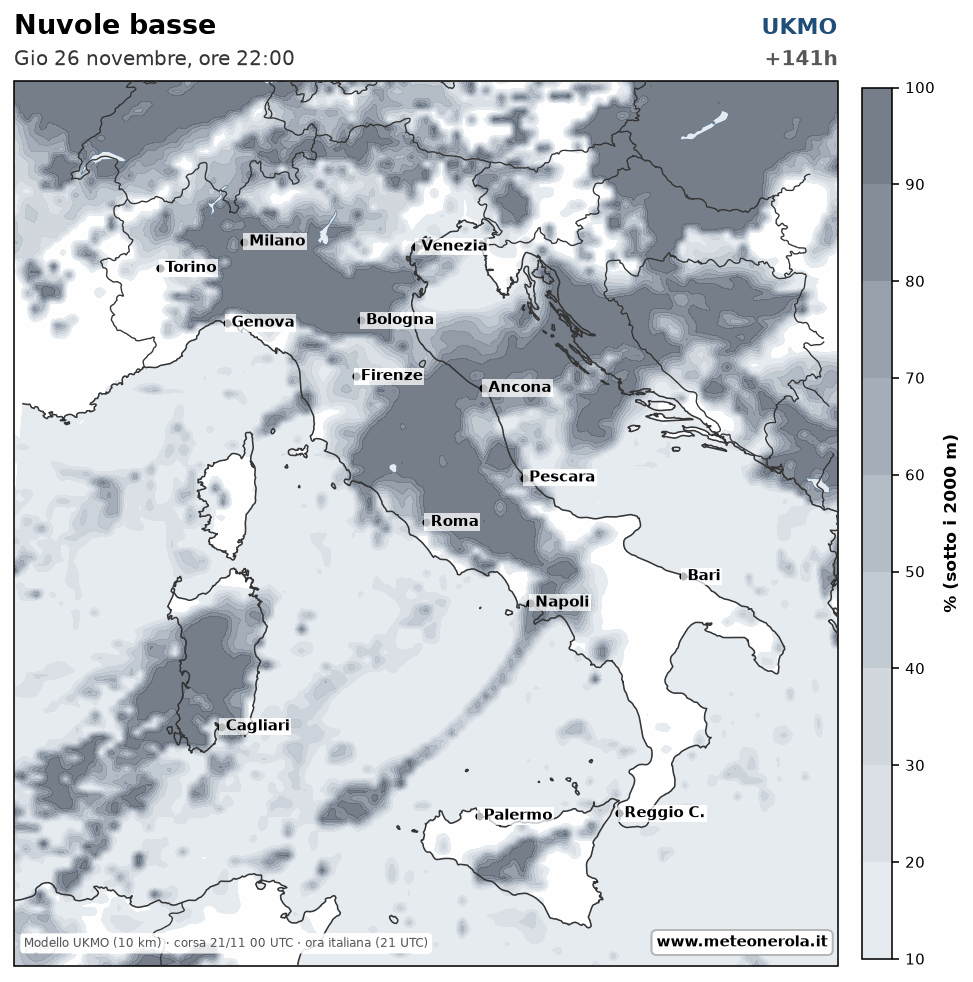 Nuvole basse
UKMO
Gio 26 novembre, ore 22:00
+141h
Milano
Venezia
Torino
Genova
Bologna
Firenze
Ancona
Pescara
Roma
Bari
Napoli
Cagliari
Palermo
Reggio C.
100
90
80
70
60
50
40
30
20
10
% (sotto i 2000 m)
Modello UKMO (10 km) · corsa 21/11 00 UTC · ora italiana (21 UTC)
www.meteonerola.it